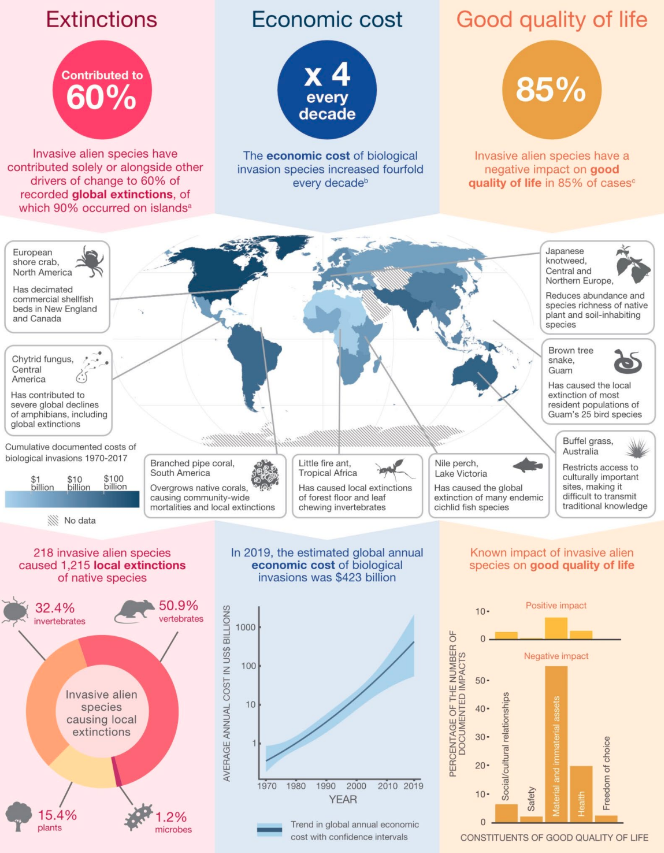 Extinctions
Contributed to
60%
Invasive alien species have
contributed solely or alongside other
drivers of change to 60% of
recorded global extinctions, of
which 90% occurred on islandsᵃ
Economic cost
x 4
every
decade
The economic cost of biological
invasion species increased fourfold
every decadeᵇ
Good quality of life
85%
Invasive alien species have a
negative impact on good
quality of life in 85% of casesᶜ
European
shore crab,
North America
Has decimated
commercial shellfish
beds in New England
and Canada
Chytrid fungus,
Central
America
Has contributed to
severe global declines
of amphibians, including
global extinctions
Japanese
knotweed,
Central and
Northern Europe,
Reduces abundance and
species richness of native
plant and soil-inhabiting
species
Brown tree
snake,
Guam
Has caused the local
extinction of most
resident populations of
Guam's 25 bird species
Buffel grass,
Australia
Restricts access to
culturally important
sites, making it
difficult to transmit
traditional knowledge
Cumulative documented costs of
biological invasions 1970-2017
$1
billion
$10
billion
$100
billion
No data
Branched pipe coral,
South America
Overgrows native corals,
causing community-wide
mortalities and local extinctions
Little fire ant,
Tropical Africa
Has caused local extinctions
of forest floor and leaf
chewing invertebrates
Nile perch,
Lake Victoria
Has caused the global
extinction of many endemic
cichlid fish species
218 invasive alien species
caused 1,215 local extinctions
of native species
32.4%
invertebrates
50.9%
vertebrates
Invasive alien
species
causing local
extinctions
15.4%
plants
1.2%
microbes
In 2019, the estimated global annual
economic cost of biological
invasions was $423 billion
AVERAGE ANNUAL COST IN US$ BILLIONS
1000
100
10
1
1970
1980
1990
2000
2010
2019
YEAR
Trend in global annual economic
cost with confidence intervals
Known impact of invasive alien
species on good quality of life
PERCENTAGE OF THE NUMBER OF
DOCUMENTED IMPACTS
Positive impact
10
0
Negative impact
50
40
30
20
10
0
Social/cultural relationships
Safety
Material and immaterial assets
Health
Freedom of choice
CONSTITUENTS OF GOOD QUALITY OF LIFE